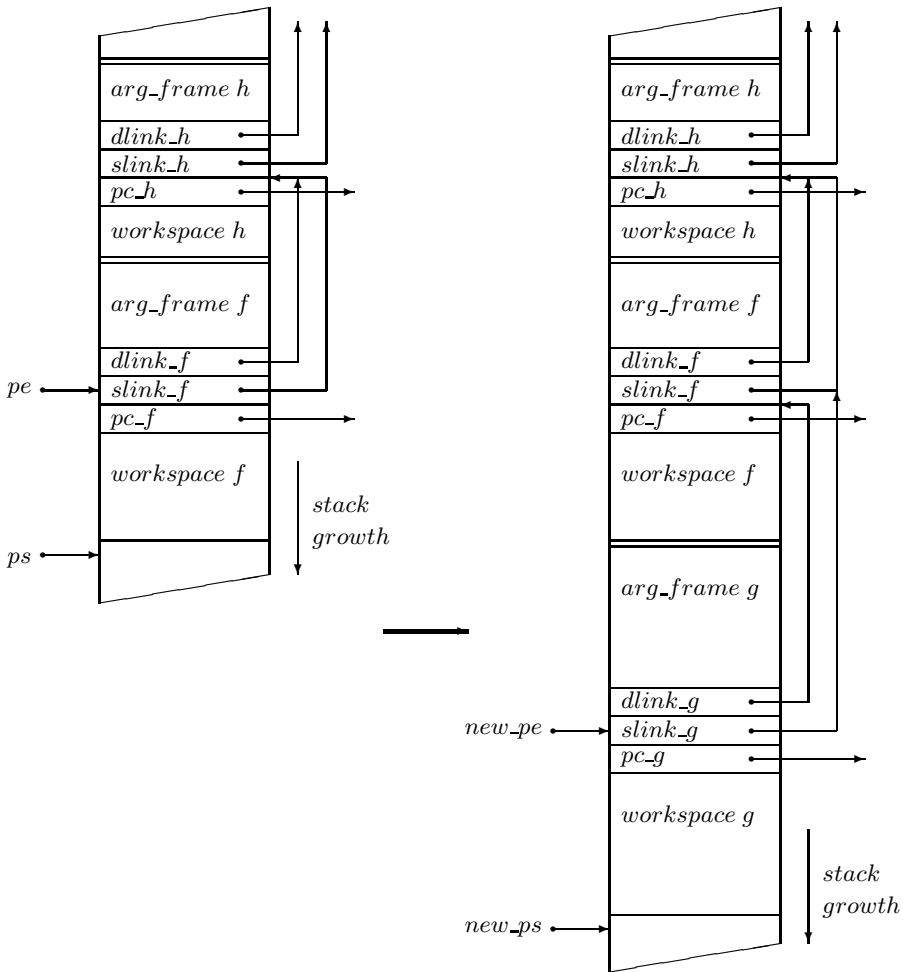 arg_frame h
dlink_h
slink_h
pc_h
workspace h
arg_frame f
dlink_f
pe
slink_f
pc_f
workspace f
stack
growth
ps
arg_frame h
dlink_h
slink_h
pc_h
workspace h
arg_frame f
dlink_f
slink_f
pc_f
workspace f
arg_frame g
dlink_g
new_pe
slink_g
pc_g
workspace g
stack
growth
new_ps